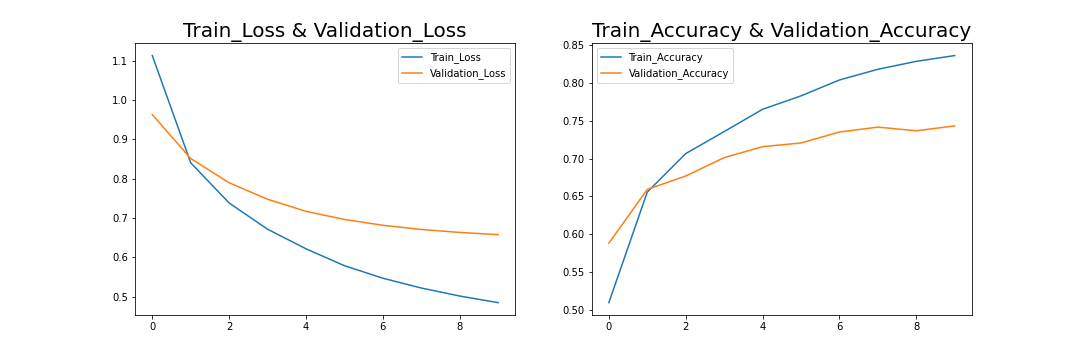 Train_Loss & Validation_Loss
1.1
1.0
0.9
0.8
0.7
0.6
0.5
0 2 4 6 8
Train_Loss
Validation_Loss
Train_Accuracy & Validation_Accuracy
0.85
0.80
0.75
0.70
0.65
0.60
0.55
0.50
0 2 4 6 8
Train_Accuracy
Validation_Accuracy